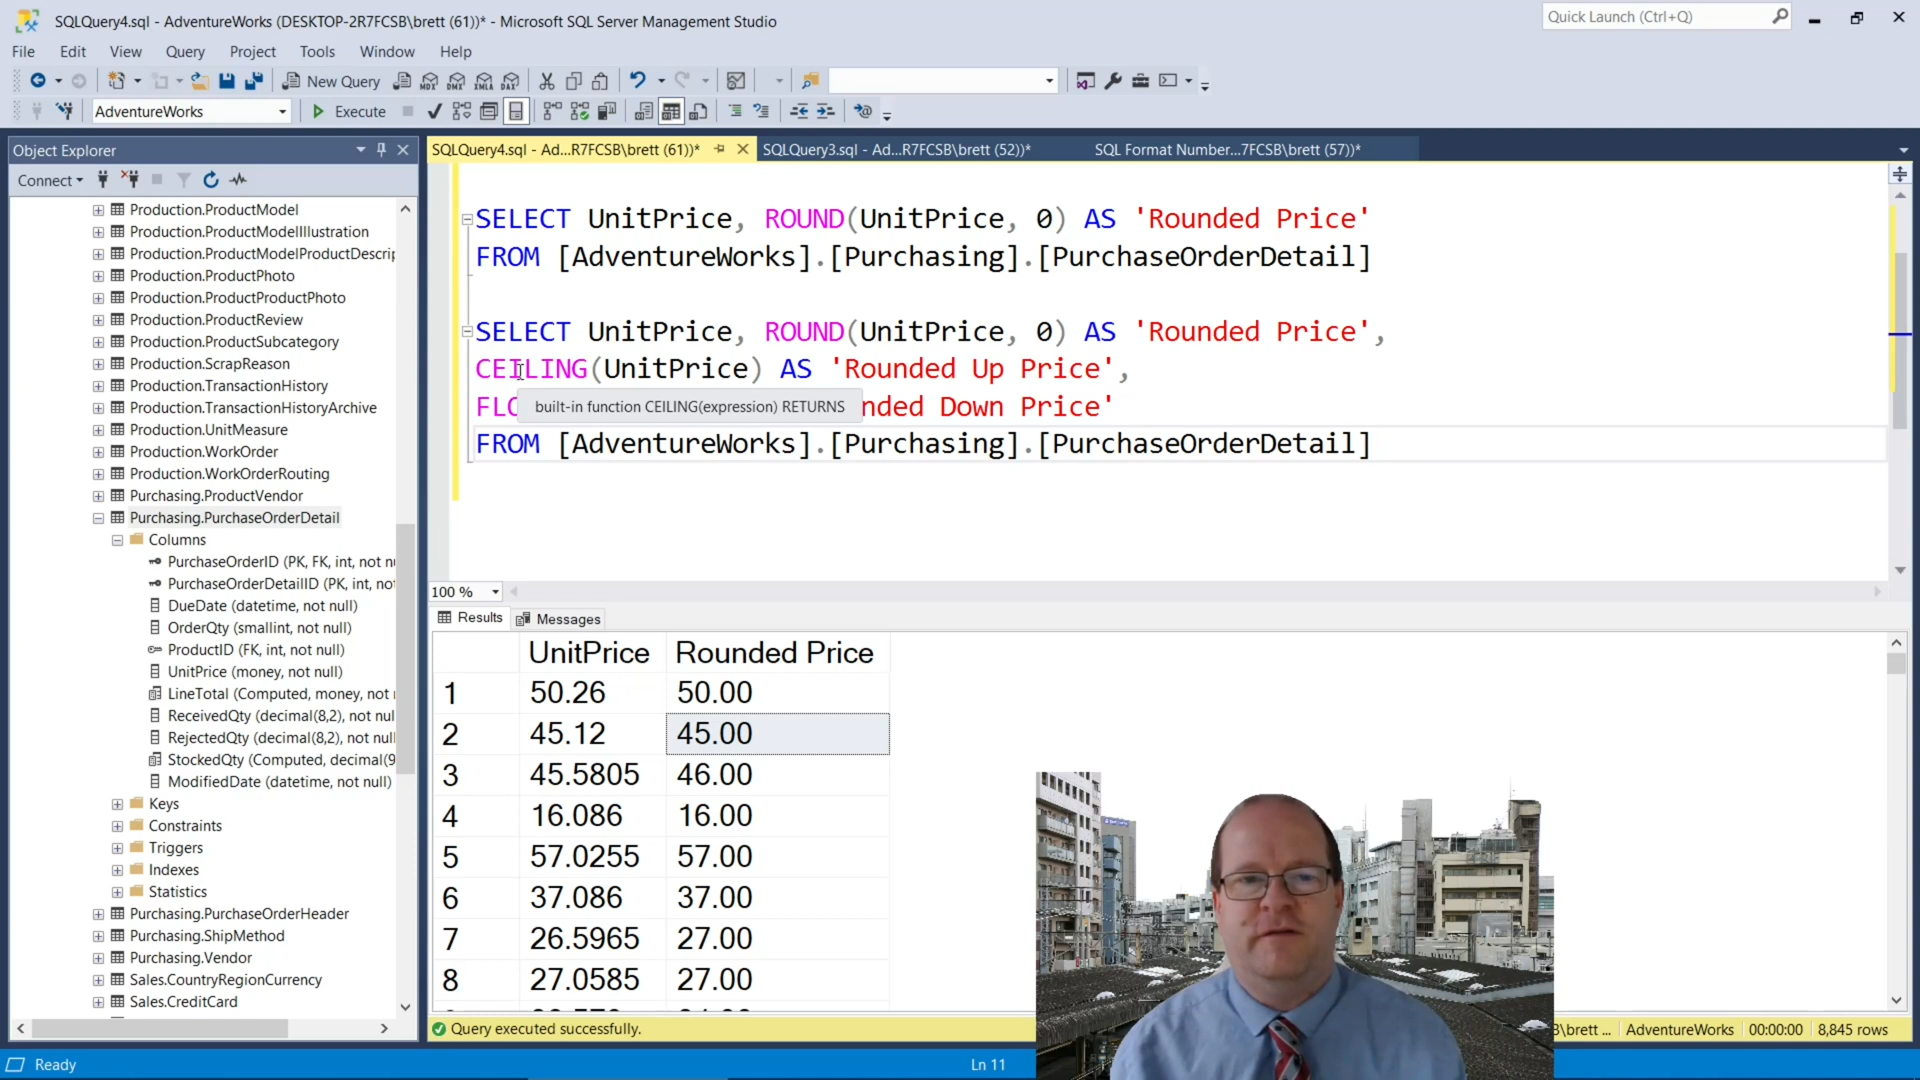 SQLQuery4.sql - AdventureWorks (DESKTOP-2R7FCSB\brett (61))* - Microsoft SQL Server Management Studio
Quick Launch (Ctrl+Q)
File Edit View Query Project Tools Window Help
New Query
AdventureWorks
Execute
Object Explorer
SQLQuery4.sql - Ad...R7FCSB\brett (61))*
SQLQuery3.sql - Ad...R7FCSB\brett (52))*
SQL Format Number...7FCSB\brett (57))*
Connect
Production.ProductModel
Production.ProductModelIllustration
Production.ProductModelProductDescrip
Production.ProductPhoto
Production.ProductProductPhoto
Production.ProductReview
Production.ProductSubcategory
Production.ScrapReason
Production.TransactionHistory
Production.TransactionHistoryArchive
Production.UnitMeasure
Production.WorkOrder
Production.WorkOrderRouting
Purchasing.ProductVendor
Purchasing.PurchaseOrderDetail
Columns
PurchaseOrderID (PK, FK, int, not nu
PurchaseOrderDetailID (PK, int, not
DueDate (datetime, not null)
OrderQty (smallint, not null)
ProductID (FK, int, not null)
UnitPrice (money, not null)
LineTotal (Computed, money, not n
ReceivedQty (decimal(8,2), not null
RejectedQty (decimal(8,2), not null
StockedQty (Computed, decimal(9
ModifiedDate (datetime, not null)
Keys
Constraints
Triggers
Indexes
Statistics
Purchasing.PurchaseOrderHeader
Purchasing.ShipMethod
Purchasing.Vendor
Sales.CountryRegionCurrency
Sales.CreditCard
SELECT UnitPrice, ROUND(UnitPrice, 0) AS 'Rounded Price'
FROM [AdventureWorks].[Purchasing].[PurchaseOrderDetail]
SELECT UnitPrice, ROUND(UnitPrice, 0) AS 'Rounded Price',
CEILING(UnitPrice) AS 'Rounded Up Price',
FLO built-in function CEILING(expression) RETURNS nded Down Price'
FROM [AdventureWorks].[Purchasing].[PurchaseOrderDetail]
100 %
Results Messages
UnitPrice Rounded Price
1 50.26 50.00
2 45.12 45.00
3 45.5805 46.00
4 16.086 16.00
5 57.0255 57.00
6 37.086 37.00
7 26.5965 27.00
8 27.0585 27.00
Query executed successfully.
\brett ... AdventureWorks 00:00:00 8,845 rows
Ready
Ln 11